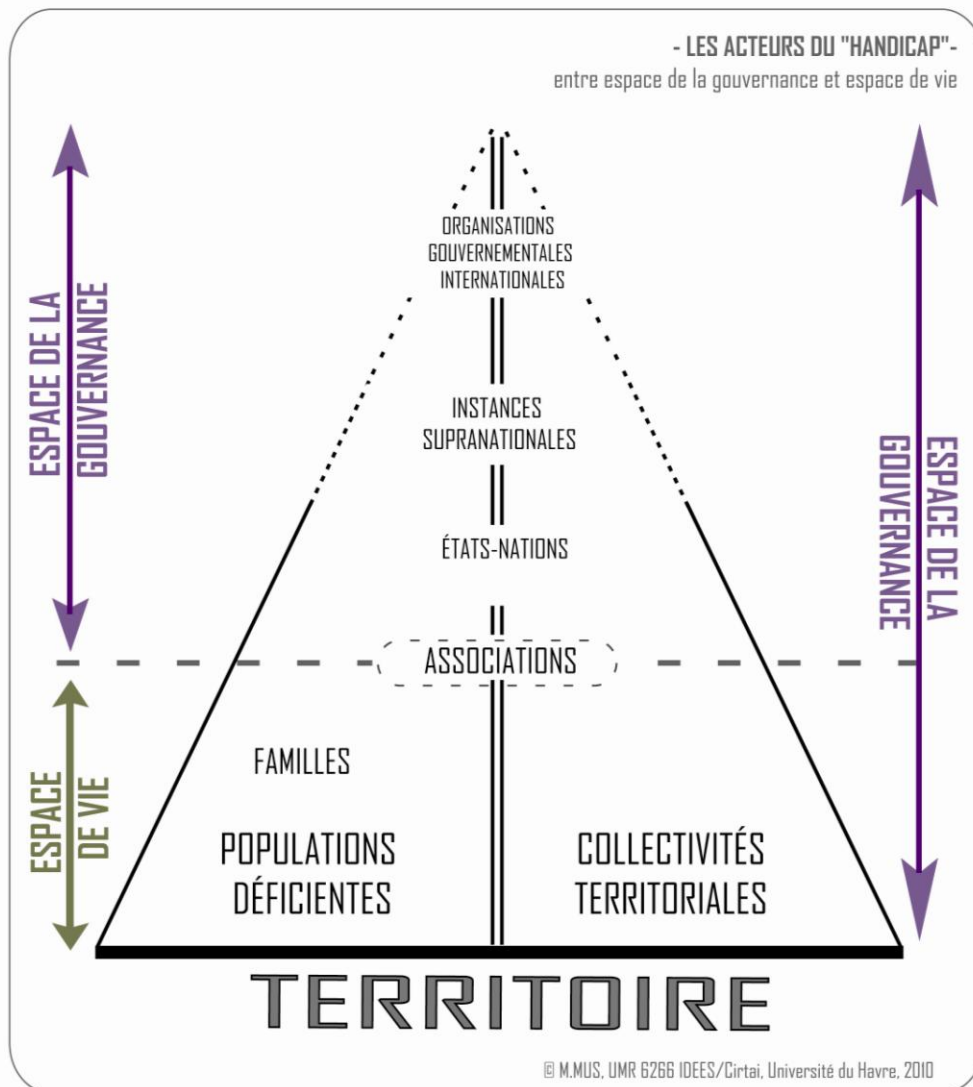 - LES ACTEURS DU "HANDICAP"-
entre espace de la gouvernance et espace de vie
ORGANISATIONS
GOUVERNEMENTALES
INTERNATIONALES
ESPACE DE LA
GOUVERNANCE
INSTANCES
SUPRANATIONALES
ESPACE DE LA
GOUVERNANCE
ÉTATS-NATIONS
ASSOCIATIONS
ESPACE
DE VIE
FAMILLES
POPULATIONS
DÉFICIENTES
COLLECTIVITÉS
TERRITORIALES
TERRITOIRE
© M.MUS, UMR 6266 IDEES/Cirtai, Université du Havre, 2010